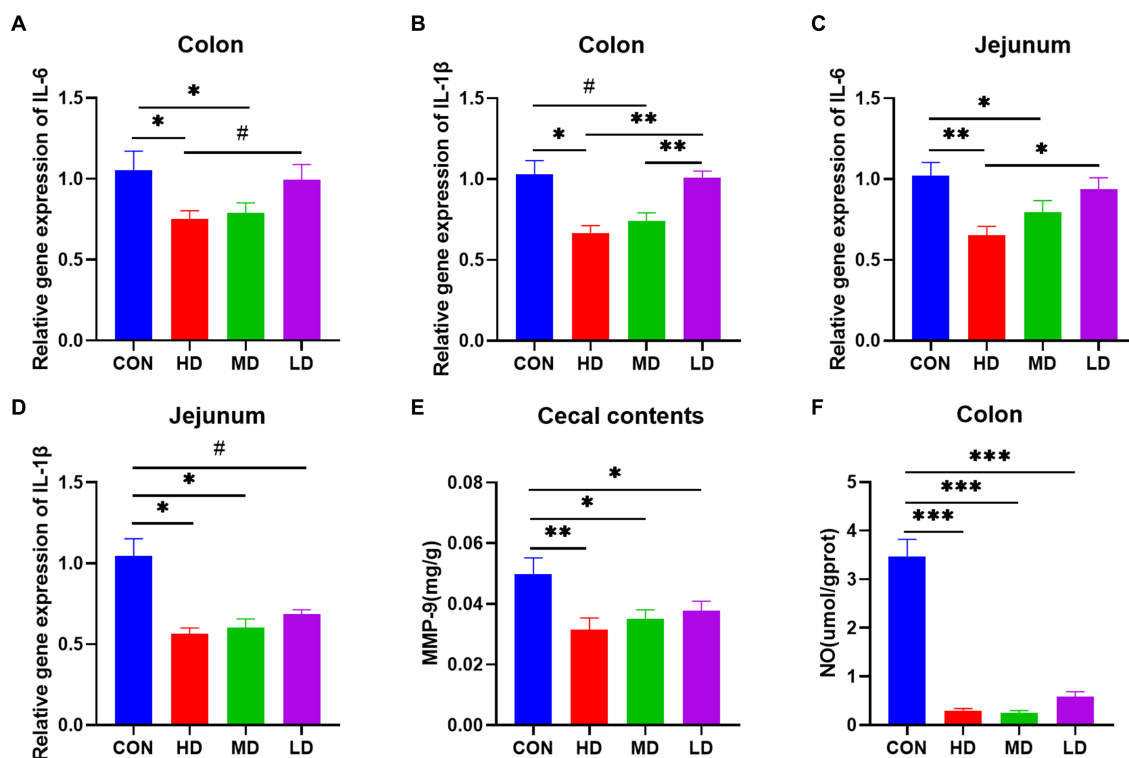 A
Colon
Relative gene expression of IL-6
1.5
1.0
0.5
0.0
*
*
#
CON HD MD LD
B
Colon
Relative gene expression of IL-1β
1.5
1.0
0.5
0.0
#
**
*
**
CON HD MD LD
C
Jejunum
Relative gene expression of IL-6
1.5
1.0
0.5
0.0
*
**
*
CON HD MD LD
D
Jejunum
Relative gene expression of IL-1β
1.5
1.0
0.5
0.0
#
*
*
CON HD MD LD
E
Cecal contents
MMP-9(mg/g)
0.08
0.06
0.04
0.02
0.00
*
*
**
CON HD MD LD
F
Colon
NO(umol/gprot)
5
4
3
2
1
0
***
***
***
CON HD MD LD